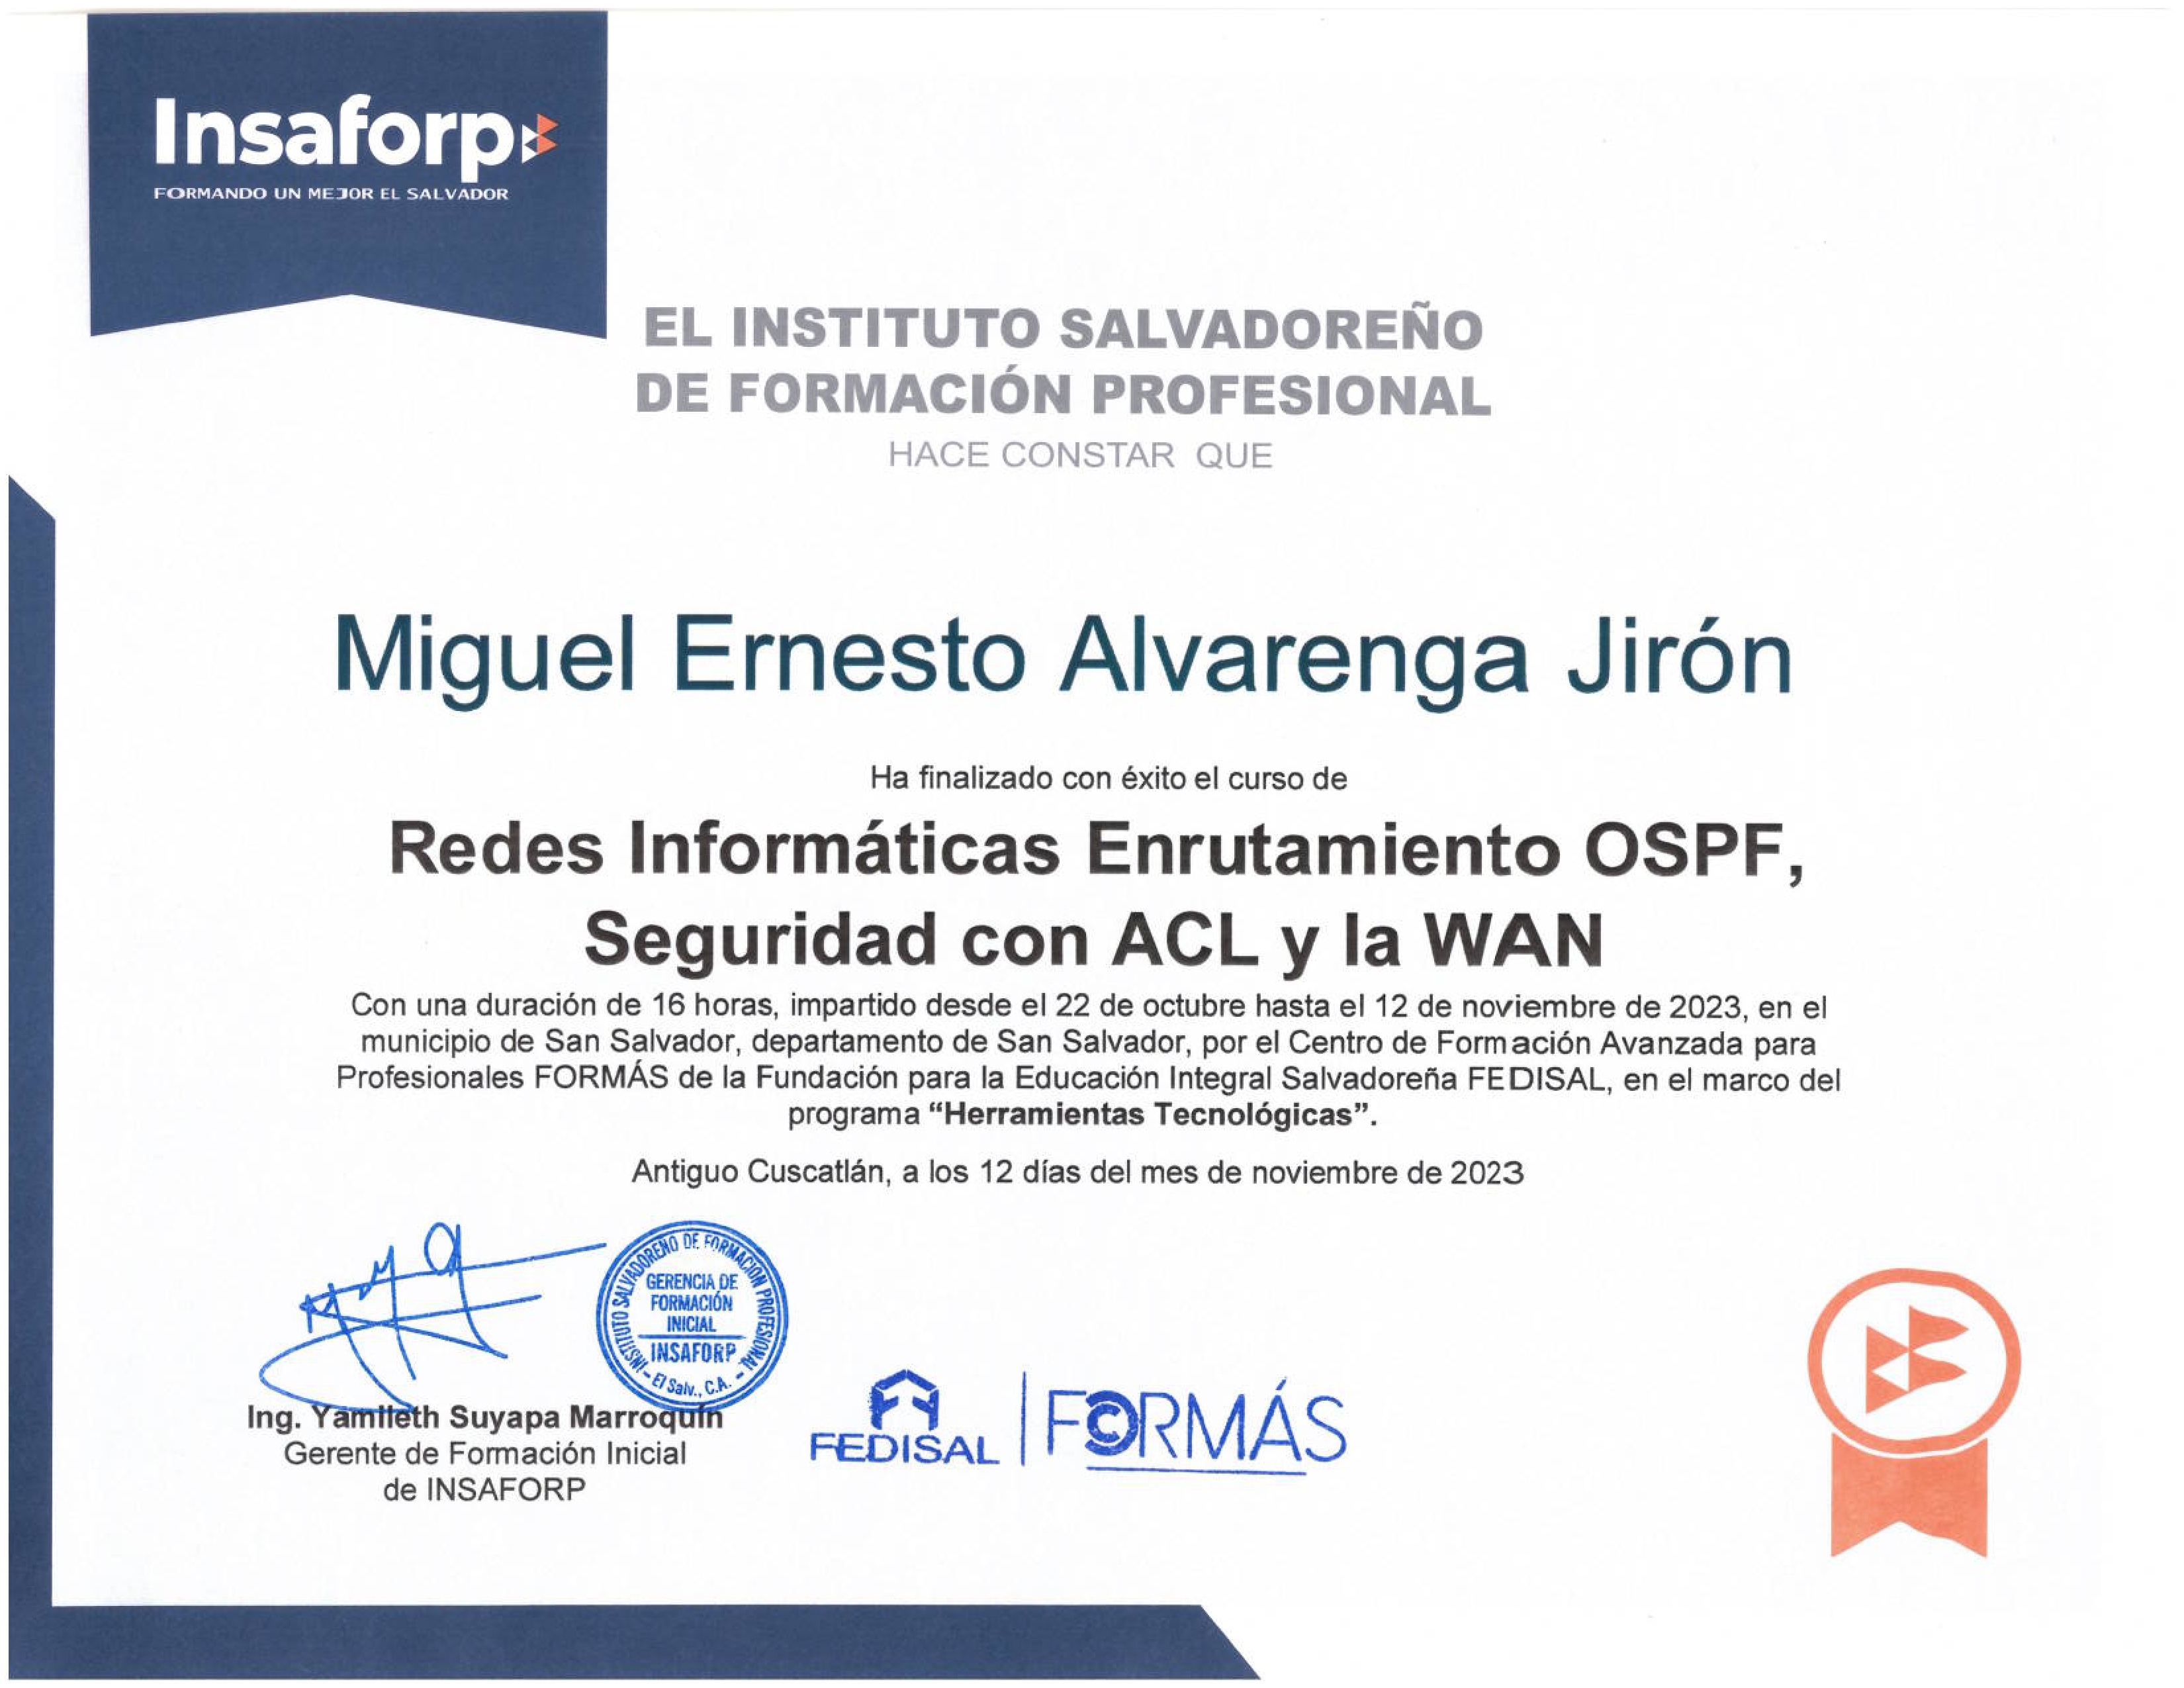 Insaforp
FORMANDO UN MEJOR EL SALVADOR
EL INSTITUTO SALVADOREÑO
DE FORMACIÓN PROFESIONAL
HACE CONSTAR QUE
Miguel Ernesto Alvarenga Jirón
Ha finalizado con éxito el curso de
Redes Informáticas Enrutamiento OSPF,
Seguridad con ACL y la WAN
Con una duración de 16 horas, impartido desde el 22 de octubre hasta el 12 de noviembre de 2023, en el
municipio de San Salvador, departamento de San Salvador, por el Centro de Formación Avanzada para
Profesionales FORMÁS de la Fundación para la Educación Integral Salvadoreña FEDISAL, en el marco del
programa “Herramientas Tecnológicas”.
Antiguo Cuscatlán, a los 12 días del mes de noviembre de 2023
INSTITUTO SALVADOREÑO DE FORMACIÓN PROFESIONAL
GERENCIA DE
FORMACIÓN
INICIAL
INSAFORP
- El Salv., C.A. -
Ing. Yamileth Suyapa Marroquín
Gerente de Formación Inicial
de INSAFORP
FEDISAL
FORMÁS